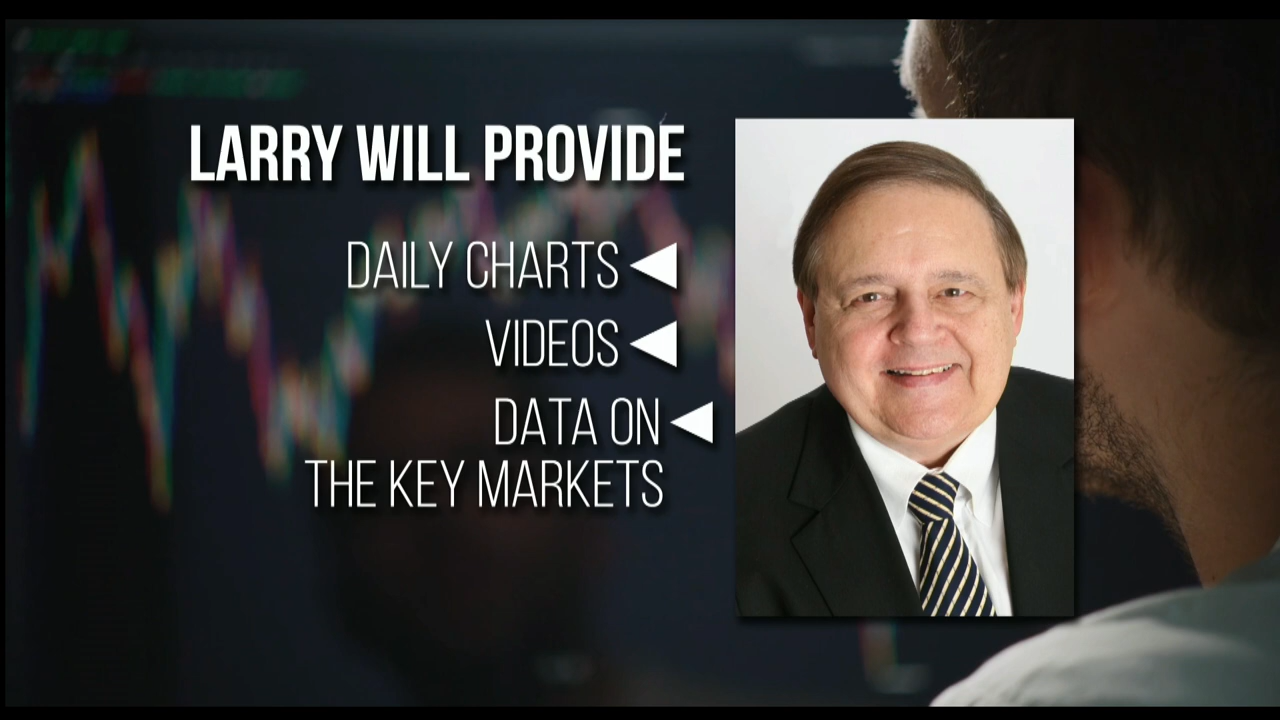 LARRY WILL PROVIDE
DAILY CHARTS
VIDEOS
DATA ON
THE KEY MARKETS